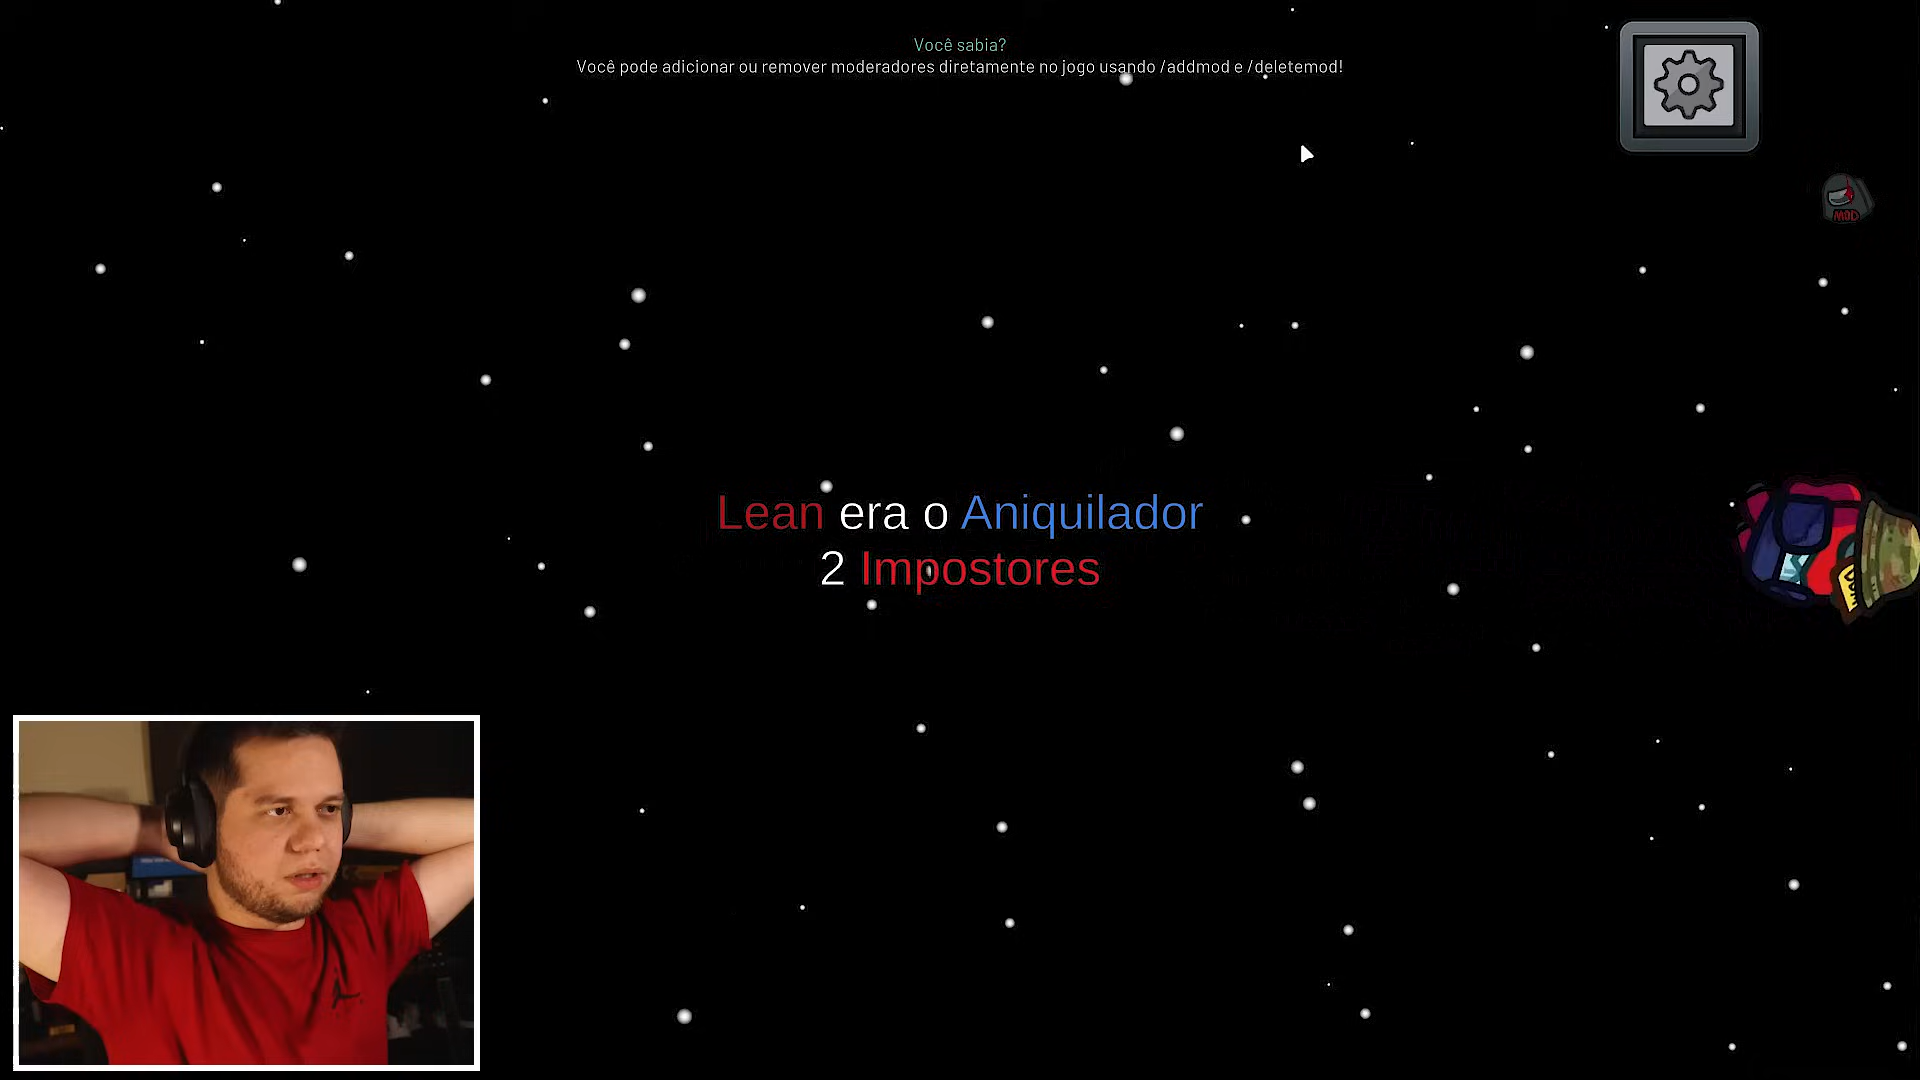 Você sabia?
Você pode adicionar ou remover moderadores diretamente no jogo usando /addmod e /deletemod!
MOD
Lean era o Aniquilador
2 Impostores